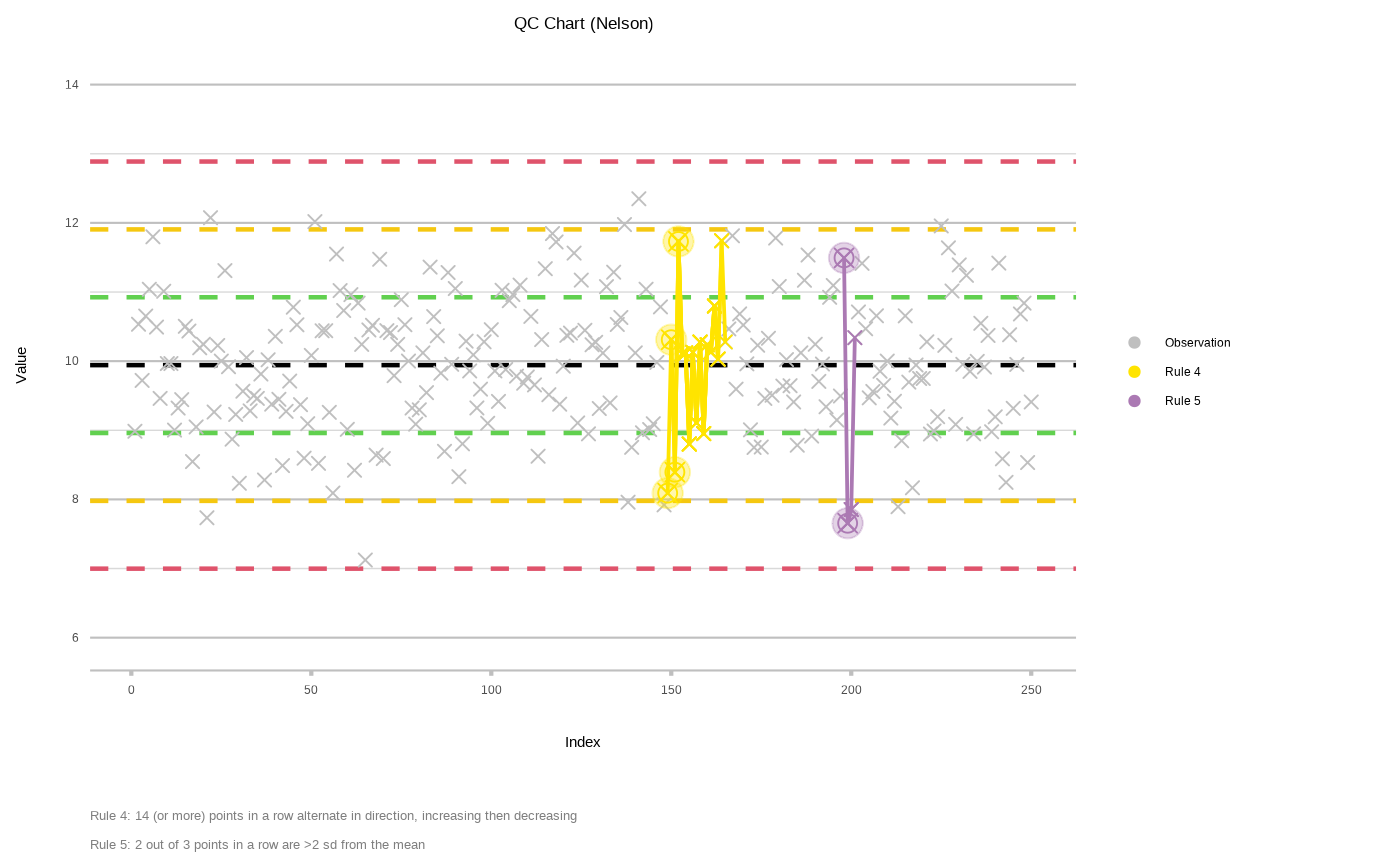 QC Chart (Nelson)
14
12
10
8
6
Value
0 50 100 150 200 250
Index
Observation
Rule 4
Rule 5
Rule 4: 14 (or more) points in a row alternate in direction, increasing then decreasing
Rule 5: 2 out of 3 points in a row are >2 sd from the mean